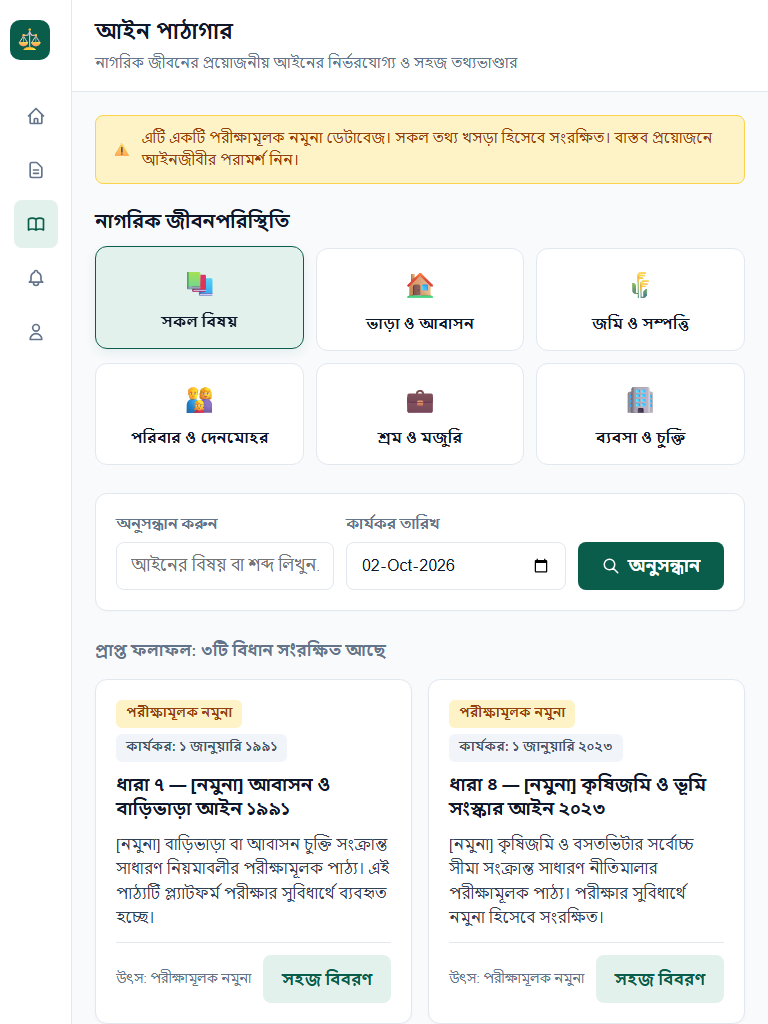 আইন পাঠাগার
নাগরিক জীবনের প্রয়োজনীয় আইনের নির্ভরযোগ্য ও সহজ তথ্যভাণ্ডার
এটি একটি পরীক্ষামূলক নমুনা ডেটাবেজ। সকল তথ্য খসড়া হিসেবে সংরক্ষিত। বাস্তব প্রয়োজনে
আইনজীবীর পরামর্শ নিন।
নাগরিক জীবনপরিস্থিতি
সকল বিষয়
ভাড়া ও আবাসন
জমি ও সম্পত্তি
পরিবার ও দেনমোহর
শ্রম ও মজুরি
ব্যবসা ও চুক্তি
অনুসন্ধান করুন
কার্যকর তারিখ
আইনের বিষয় বা শব্দ লিখুন.
02-Oct-2026
অনুসন্ধান
প্রাপ্ত ফলাফল: ৩টি বিধান সংরক্ষিত আছে
পরীক্ষামূলক নমুনা
কার্যকর: ১ জানুয়ারি ১৯৯১
ধারা ৭ — [নমুনা] আবাসন ও
বাড়িভাড়া আইন ১৯৯১
[নমুনা] বাড়িভাড়া বা আবাসন চুক্তি সংক্রান্ত
সাধারণ নিয়মাবলীর পরীক্ষামূলক পাঠ্য। এই
পাঠ্যটি প্ল্যাটফর্ম পরীক্ষার সুবিধার্থে ব্যবহৃত
হচ্ছে।
উৎস: পরীক্ষামূলক নমুনা
সহজ বিবরণ
পরীক্ষামূলক নমুনা
কার্যকর: ১ জানুয়ারি ২০২৩
ধারা ৪ — [নমুনা] কৃষিজমি ও ভূমি
সংস্কার আইন ২০২৩
[নমুনা] কৃষিজমি ও বসতভিটার সর্বোচ্চ
সীমা সংক্রান্ত সাধারণ নীতিমালার
পরীক্ষামূলক পাঠ্য। পরীক্ষার সুবিধার্থে
নমুনা হিসেবে সংরক্ষিত।
উৎস: পরীক্ষামূলক নমুনা
সহজ বিবরণ